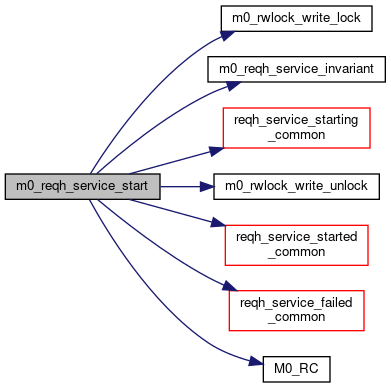 m0_rwlock_write_lock
m0_reqh_service_invariant
reqh_service_starting
_common
m0_reqh_service_start
m0_rwlock_write_unlock
reqh_service_started
_common
reqh_service_failed
_common
M0_RC